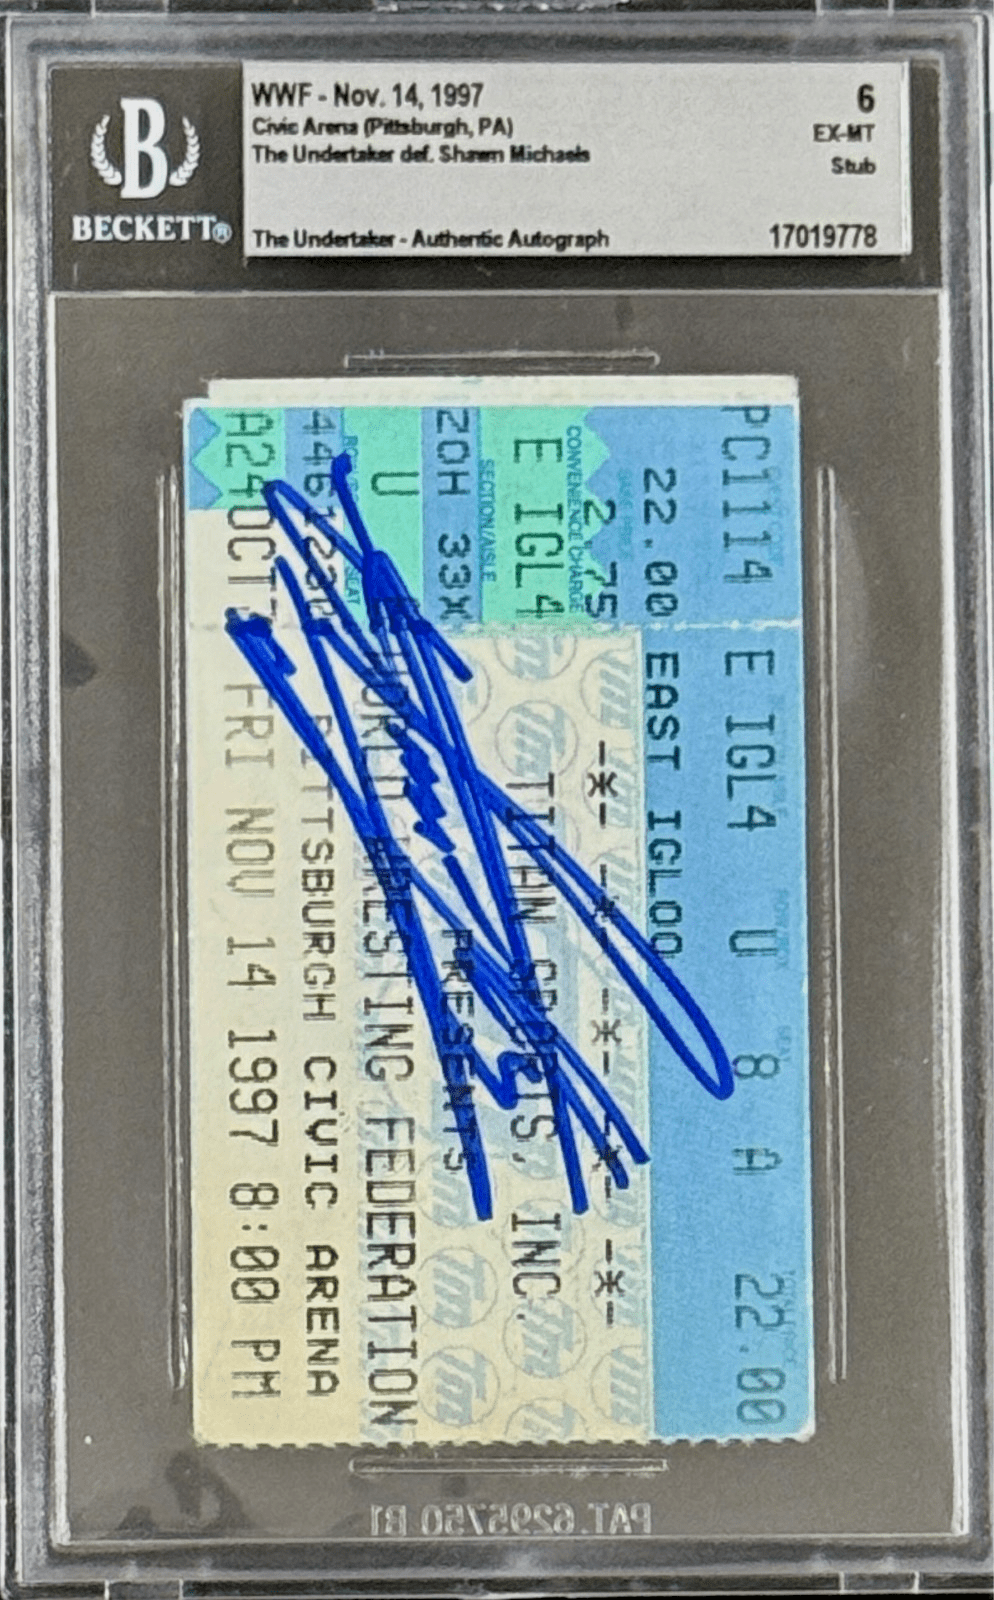 WWF - Nov. 14, 1997
Civic Arena (Pittsburgh, PA)
The Undertaker def. Shawn Michaels
The Undertaker - Authentic Autograph
6
EX-MT
Stub
17019778
B
BECKETT®
PC1114 E IGL4 U 8 A 22.00
22.00 EAST IGLOO
CONVENIENCE CHARGE
2.75 -*- -*- -*- -*- -*-
E IGL4 TITAN SPORTS, INC.
SECTION/AISLE
20H 33X PRESENTS
U WORLD WRESTING FEDERATION
SEAT
446123 PITTSBURGH CIVIC ARENA
A24OCT7 FRI NOV 14 1997 8:00 PM
PAT. 6295750 B1